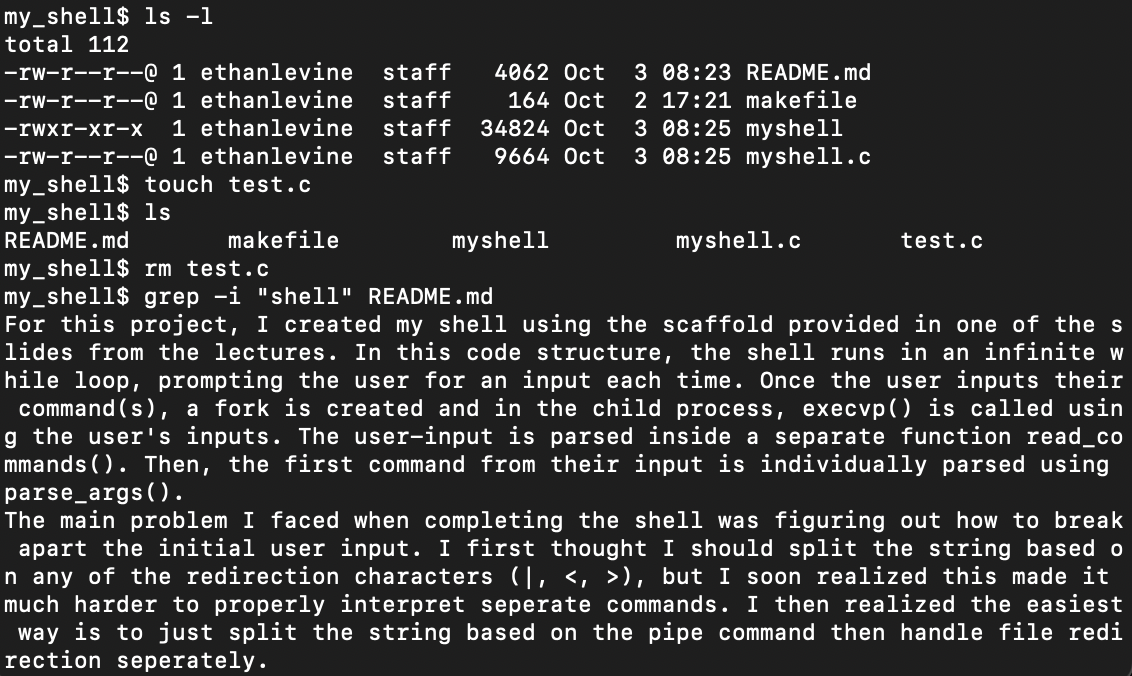 my_shell$ ls -l
total 112
-rw-r--r--@ 1 ethanlevine  staff   4062 Oct  3 08:23 README.md
-rw-r--r--@ 1 ethanlevine  staff    164 Oct  2 17:21 makefile
-rwxr-xr-x  1 ethanlevine  staff  34824 Oct  3 08:25 myshell
-rw-r--r--@ 1 ethanlevine  staff   9664 Oct  3 08:25 myshell.c
my_shell$ touch test.c
my_shell$ ls
README.md       makefile        myshell         myshell.c       test.c
my_shell$ rm test.c
my_shell$ grep -i "shell" README.md
For this project, I created my shell using the scaffold provided in one of the s
lides from the lectures. In this code structure, the shell runs in an infinite w
hile loop, prompting the user for an input each time. Once the user inputs their
 command(s), a fork is created and in the child process, execvp() is called usin
g the user's inputs. The user-input is parsed inside a separate function read_co
mmands(). Then, the first command from their input is individually parsed using
parse_args().
The main problem I faced when completing the shell was figuring out how to break
 apart the initial user input. I first thought I should split the string based o
n any of the redirection characters (|, <, >), but I soon realized this made it
much harder to properly interpret seperate commands. I then realized the easiest
 way is to just split the string based on the pipe command then handle file redi
rection seperately.